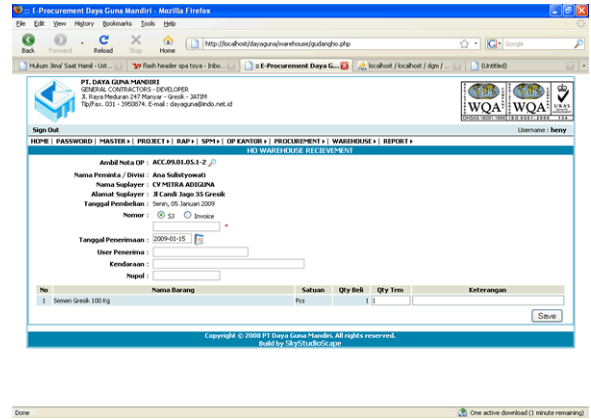 :: E-Procurement Daya Guna Mandiri - Mozilla Firefox
File Edit View History Bookmarks Tools Help
Back Forward Reload Stop Home http://localhost/dayaguna/warehouse/gudangho.php Google
Hukum Jima' Saat Hamil - Ust... Flash header spa toya - Inbo... :: E-Procurement Daya G... localhost / localhost / dgm / ... (Untitled)
PT. DAYA GUNA MANDIRI
GENERAL CONTRACTORS - DEVELOPER
Jl. Raya Meduran 247 Manyar - Gresik - JATIM
Tlp/Fax. 031 - 3950874. E-mail : dayaguna@indo.net.id
WQA WQA UKAS
Sign Out Username : heny
HOME | PASSWORD | MASTER | PROJECT | RAP | SPM | OP KANTOR | PROCUREMENT | WAREHOUSE | REPORT
HO WAREHOUSE RECIEVEMENT
Ambil Nota OP : ACC.09.01.05.1-2
Nama Peminta / Divisi : Ana Sulistyowati
Nama Suplayer : CV MITRA ADIGUNA
Alamat Suplayer : Jl Candi Jago 35 Gresik
Tanggal Pembelian : Senin, 05 Januari 2009
Nomor : SJ Invoice
*
Tanggal Penerimaan : 2009-01-15
User Penerima :
Kendaraan :
Nopol :
No Nama Barang Satuan Qty Beli Qty Trm Keterangan
1 Semen Gresik 100 Kg Pcs 1 1
Save
Copyright © 2008 PT Daya Guna Mandiri. All rights reserved.
Build by SkyStudioScape
Done One active download (1 minute remaining)